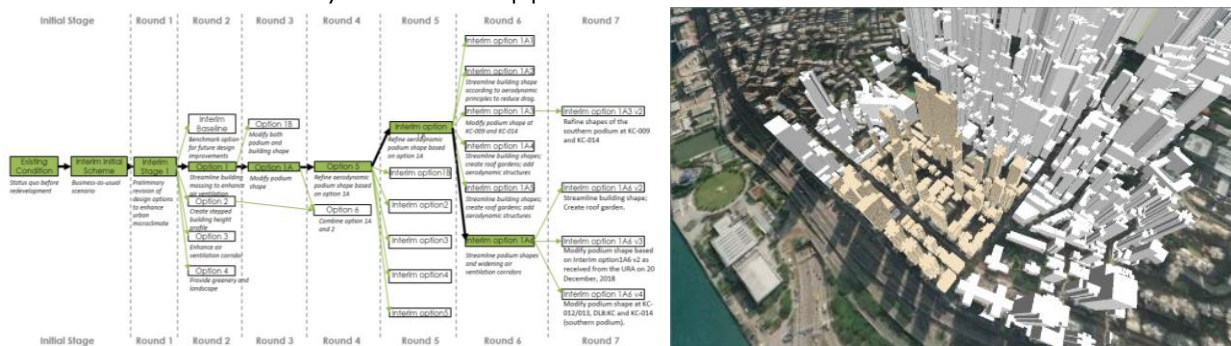 Initial Stage
Round 1
Round 2
Round 3
Round 4
Round 5
Round 6
Round 7
Existing
Condition
Status quo before
redevelopment
Interim Initial
Scheme
Business-as-usual
scenario
Interim
Stage 1
Preliminary
revision of
design options
to enhance
urban
microclimate
Interim
Baseline
Benchmark option
for future design
improvements
Option 1
Streamline building
massing to enhance
air ventilation
Option 2
Create stepped
building height
profile
Option 3
Enhance air
ventilation corridor
Option 4
Provide greenery and
landscape
Option 1B
Modify both
podium and
building shape
Option 1A
Modify podium
shape
Option 5
Refine aerodynamic
podium shape based
on option 1A
Option 6
Combine option 1A
and 2
Interim option
Refine aerodynamic
podium shape based
on option 1A
Interim option1B
Interim option2
Interim option3
Interim option4
Interim option5
Interim option 1A1
Interim option 1A2
Streamline building shape
according to aerodynamic
principles to reduce drag.
Interim option 1A3
Modify podium shape at
KC-009 and KC-014
Interim option 1A4
Streamline building shapes;
create roof gardens; add
aerodynamic structures
Interim option 1A5
Streamline building shapes;
create roof gardens; add
aerodynamic structures
Interim option 1A6
Streamline podium shapes
and widening air
ventilation corridors
Interim option 1A3 v2
Refine shapes of the
southern podium at KC-009
and KC-014
Interim option 1A6 v2
Streamline building shape;
Create roof garden.
Interim option 1A6 v3
Modify podium shape based
on Interim option1A6 v2 as
received from the URA on 20
December, 2018
Interim option 1A6 v4
Modify podium shape at KC-
012/013, DL8:KC and KC-014
(southern podium).
Initial Stage
Round 1
Round 2
Round 3
Round 4
Round 5
Round 6
Round 7